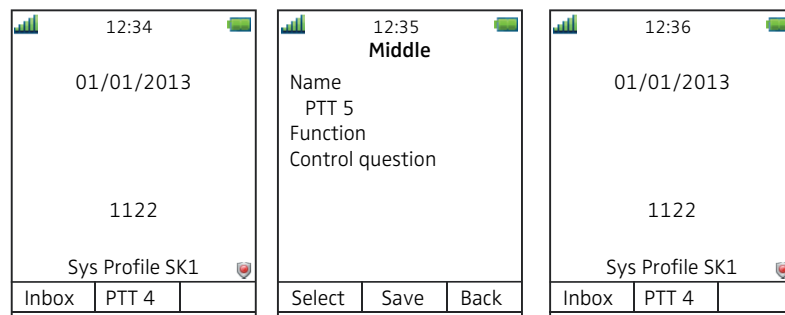 12:34
01/01/2013
1122
Sys Profile SK1
Inbox PTT 4
12:35
Middle
Name
PTT 5
Function
Control question
Select Save Back
12:36
01/01/2013
1122
Sys Profile SK1
Inbox PTT 4